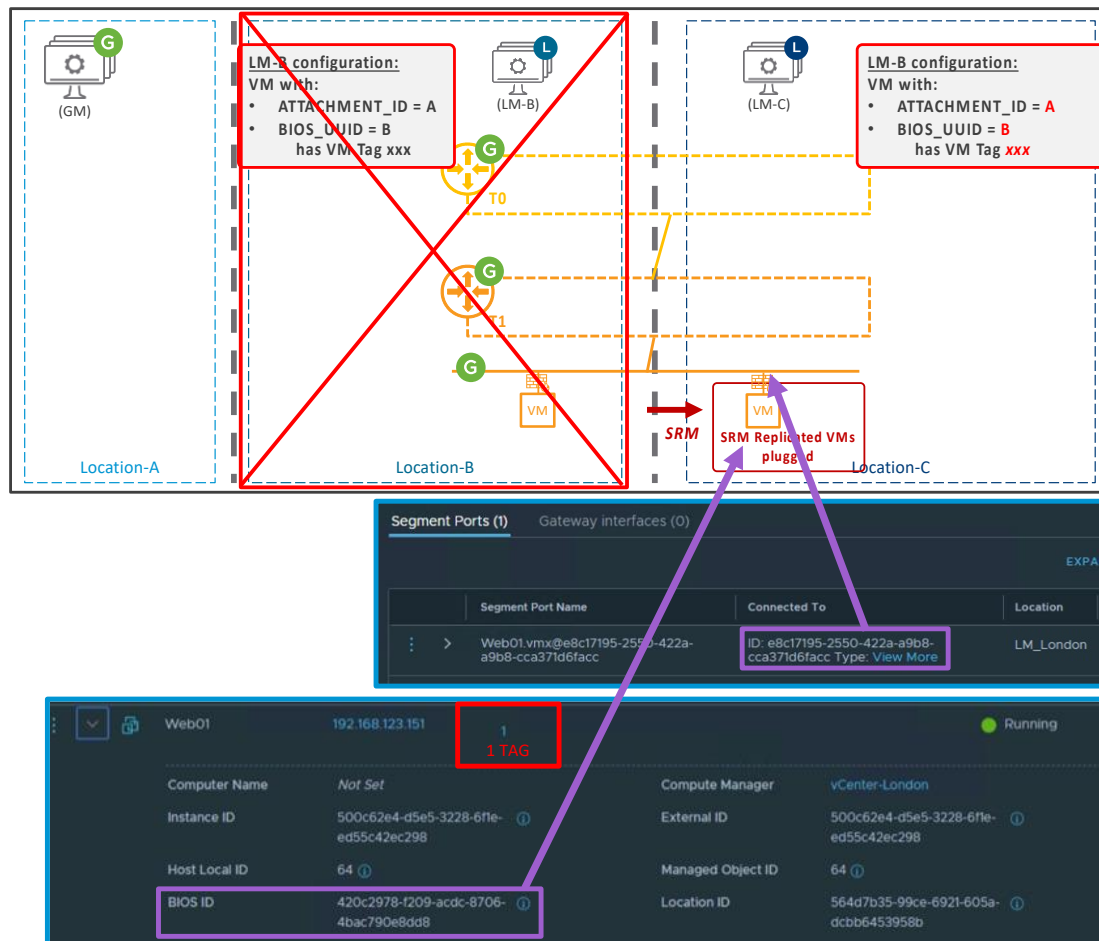 G
(GM)
LM-B configuration:
VM with:
• ATTACHMENT_ID = A
• BIOS_UUID = B
has VM Tag xxx
L
(LM-B)
L
(LM-C)
LM-B configuration:
VM with:
• ATTACHMENT_ID = A
• BIOS_UUID = B
has VM Tag xxx
G
T0
G
T1
G
VM
SRM
VM
SRM Replicated VMs
plugged
Location-A
Location-B
Location-C
Segment Ports (1) Gateway interfaces (0)
EXPA
Segment Port Name Connected To Location
Web01.vmx@e8c17195-2550-422a-
a9b8-cca371d6facc
ID: e8c17195-2550-422a-a9b8-
cca371d6facc Type: View More
LM_London
Web01 192.168.123.151 1 Running
1 TAG
Computer Name Not Set Compute Manager vCenter-London
Instance ID 500c62e4-d5e5-3228-6f1e-
ed55c42ec298
External ID 500c62e4-d5e5-3228-6f1e-
ed55c42ec298
Host Local ID 64 Managed Object ID 64
BIOS ID 420c2978-f209-acdc-8706-
4bac790e8dd8
Location ID 564d7b35-99ce-6921-605a-
dcbb6453958b